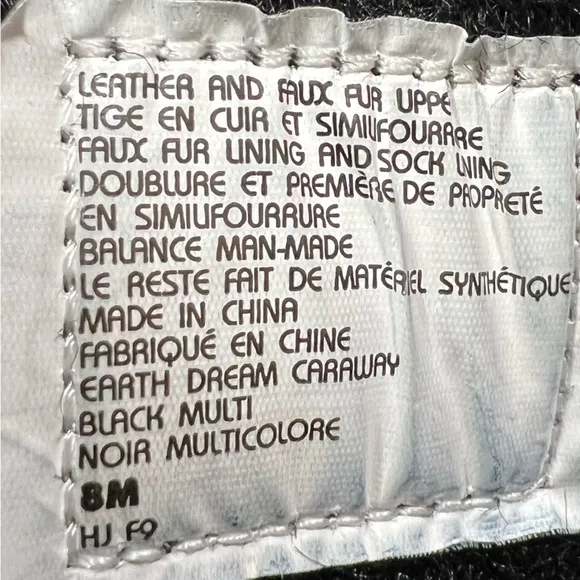 LEATHER AND FAUX FUR UPPE
TIGE EN CUIR ET SIMILIFOURRARE
FAUX FUR LINING AND SOCK LINING
DOUBLURE ET PREMIÈRE DE PROPRETÉ
EN SIMILIFOURRURE
BALANCE MAN-MADE
LE RESTE FAIT DE MATÉRIEL SYNTHÉTIQUE
MADE IN CHINA
FABRIQUÉ EN CHINE
EARTH DREAM CARAWAY
BLACK MULTI
NOIR MULTICOLORE
8M
HJ F9